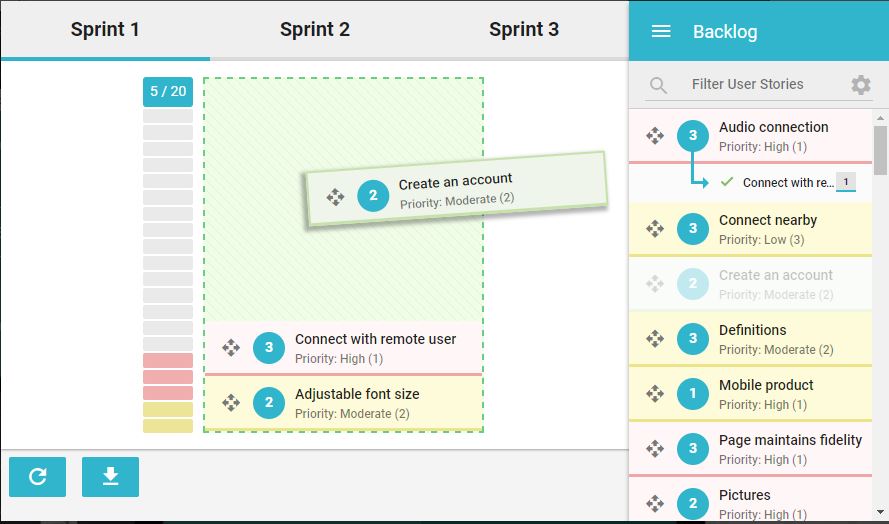 Sprint 1
Sprint 2
Sprint 3
Backlog
Filter User Stories
5 / 20
2
Create an account
Priority: Moderate (2)
3
Connect with remote user
Priority: High (1)
2
Adjustable font size
Priority: Moderate (2)
3
Audio connection
Priority: High (1)
Connect with re...
1
3
Connect nearby
Priority: Low (3)
2
Create an account
Priority: Moderate (2)
3
Definitions
Priority: Moderate (2)
1
Mobile product
Priority: High (1)
3
Page maintains fidelity
Priority: High (1)
2
Pictures
Priority: High (1)